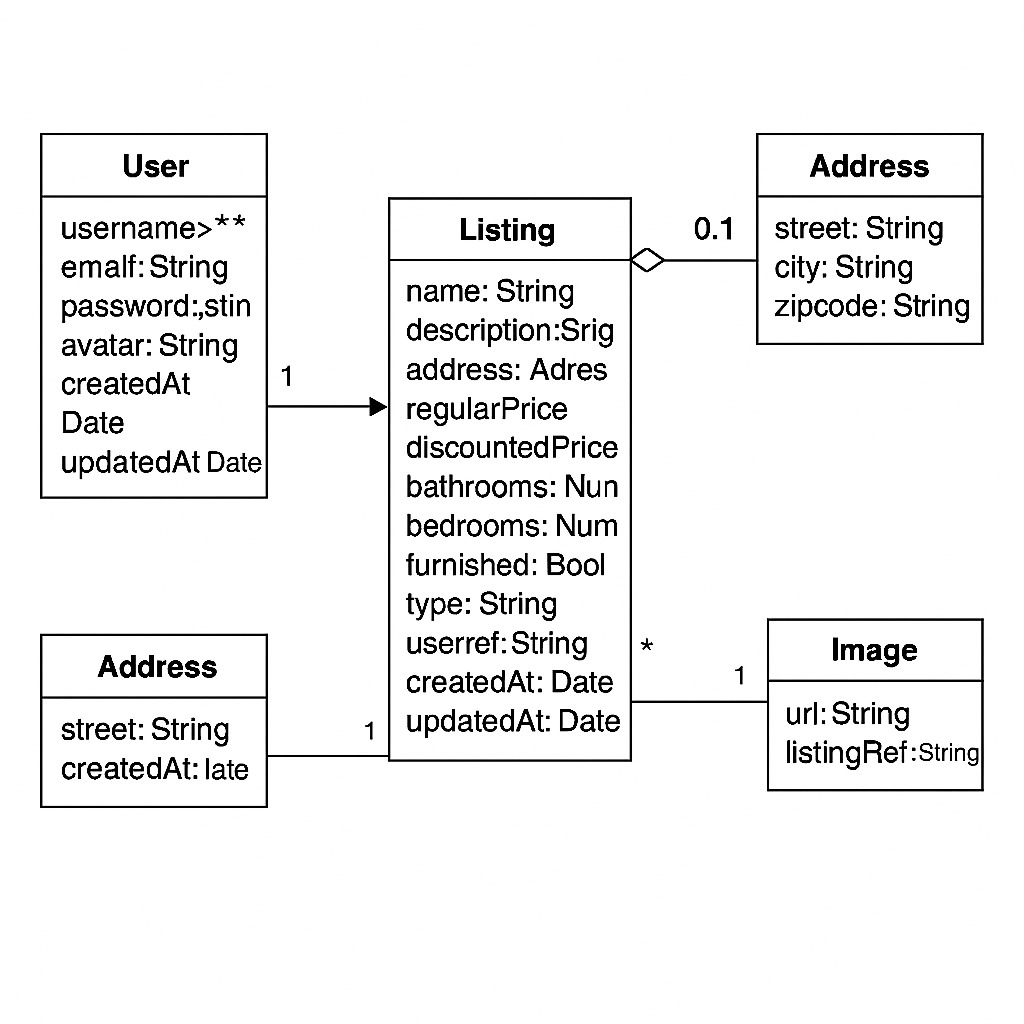 User
username>**
emalf: String
password:,stin
avatar: String
createdAt
Date
updatedAt Date
1
Listing
name: String
description:Srig
address: Adres
regularPrice
discountedPrice
bathrooms: Nun
bedrooms: Num
furnished: Bool
type: String
userref: String
createdAt: Date
updatedAt: Date
0.1
Address
street: String
city: String
zipcode: String
Address
street: String
createdAt: late
1
*
1
Image
url: String
listingRef: String